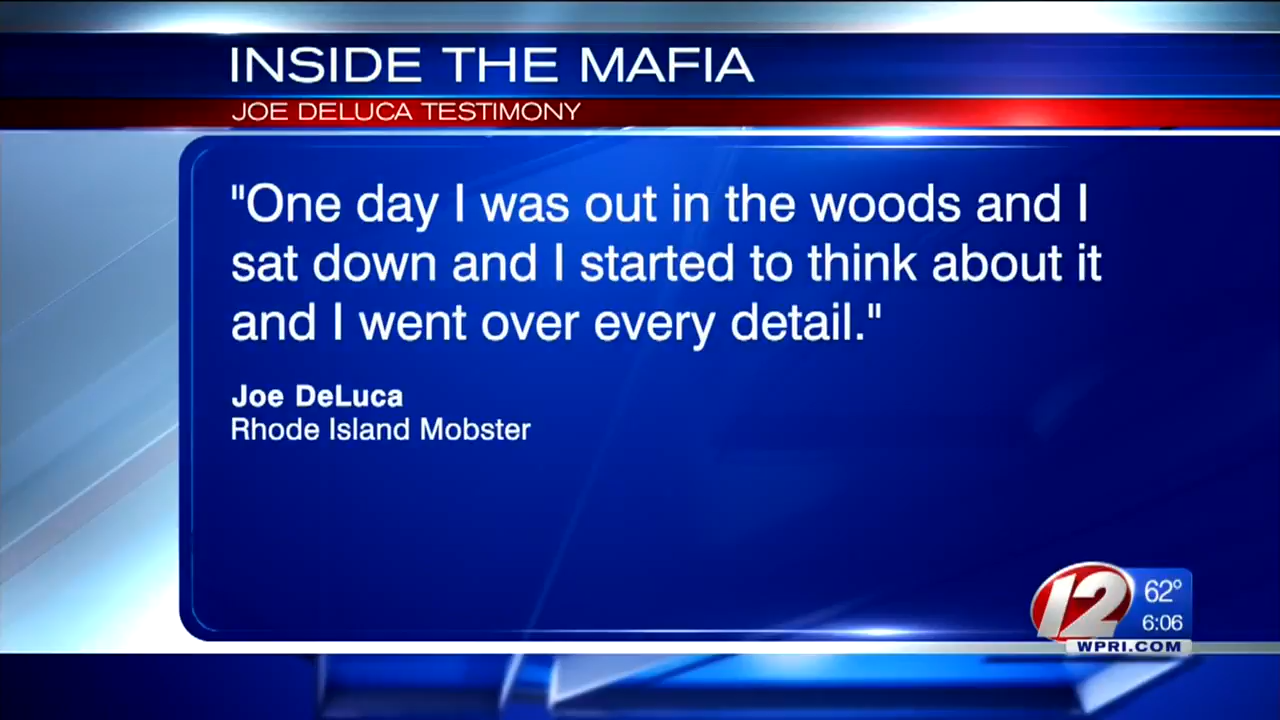 INSIDE THE MAFIA
JOE DELUCA TESTIMONY
"One day I was out in the woods and I
sat down and I started to think about it
and I went over every detail."
Joe DeLuca
Rhode Island Mobster
12
62°
6:06
WPRI.COM